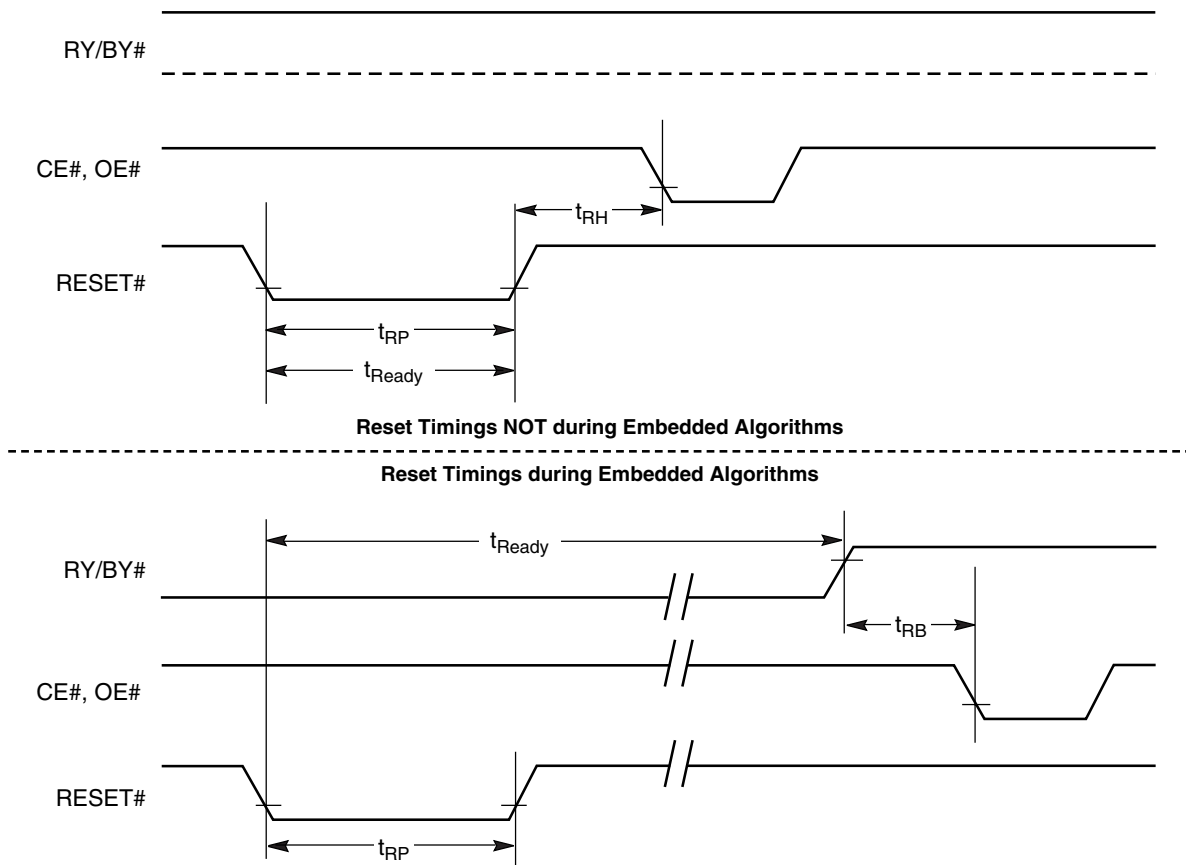 RY/BY#
CE#, OE#
tRH
RESET#
tRP
tReady
Reset Timings NOT during Embedded Algorithms
Reset Timings during Embedded Algorithms
tReady
RY/BY#
tRB
CE#, OE#
RESET#
tRP